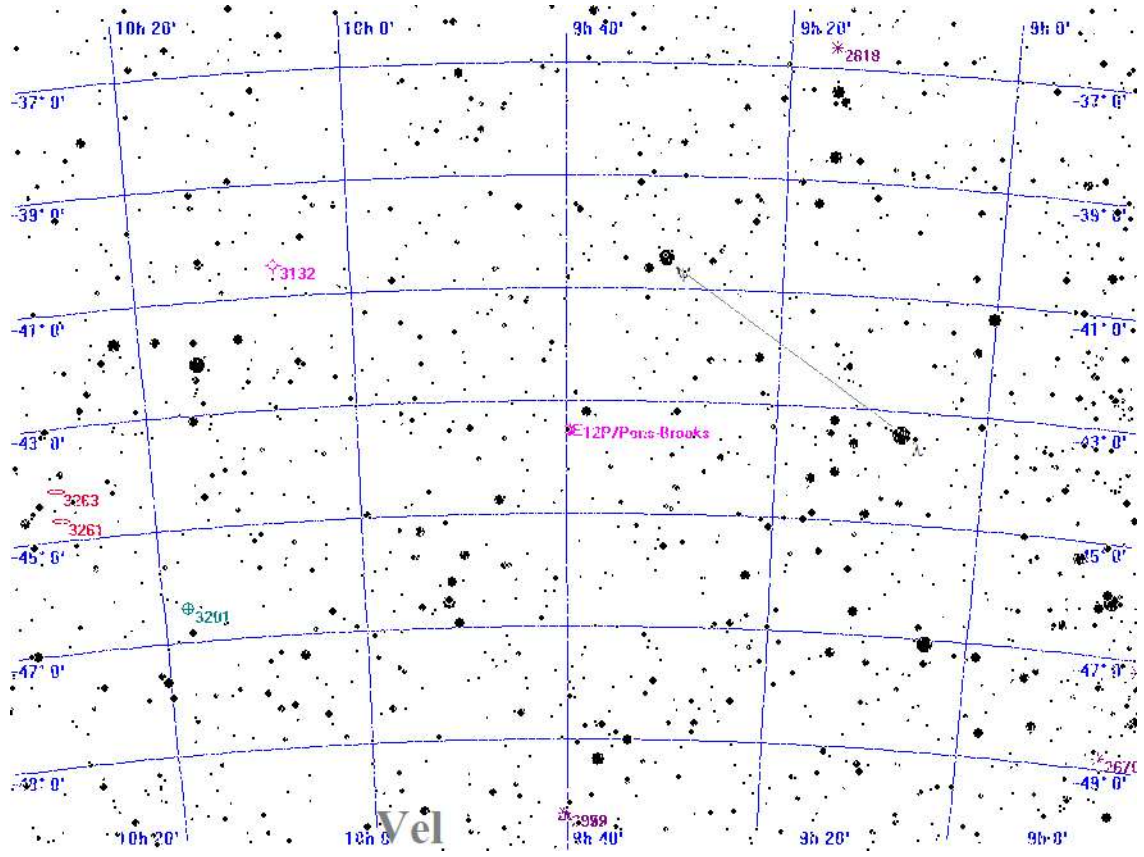 10h 20' 10h 0' 9h 40' 9h 20' 9h 0'
2818
-37° 0' -37° 0'
-39° 0' -39° 0'
3132
-41° 0' -41° 0'
-43° 0' 12P/Pons-Brooks -43° 0'
3263
3261
-45° 0' -45° 0'
3201
-47° 0' -47° 0'
2670
-49° 0' -49° 0'
10h 20' 10h 0' Vel 9h 40' 9h 20' 9h 0'